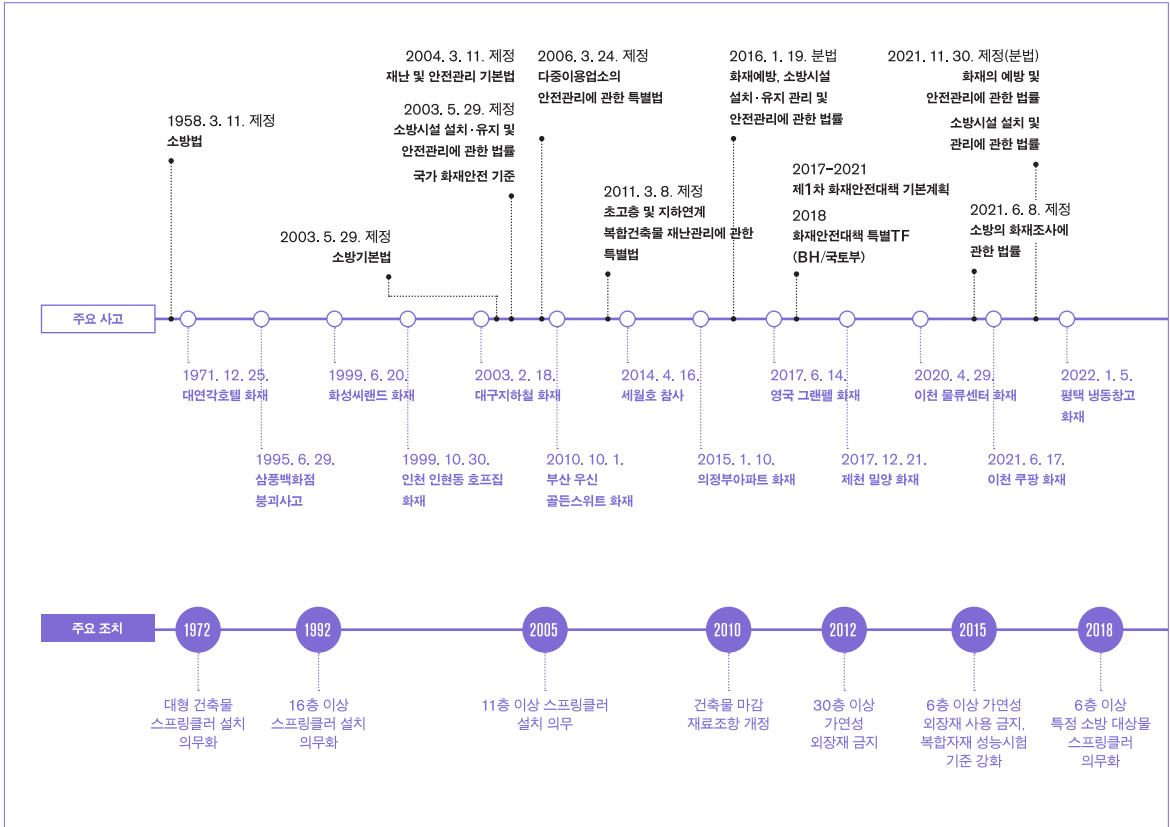 2004. 3. 11. 제정
재난 및 안전관리 기본법
2003. 5. 29. 제정
소방시설 설치·유지 및
안전관리에 관한 법률
국가 화재안전 기준
2006. 3. 24. 제정
다중이용업소의
안전관리에 관한 특별법
2016. 1. 19. 분법
화재예방, 소방시설
설치·유지 관리 및
안전관리에 관한 법률
2021. 11. 30. 제정(분법)
화재의 예방 및
안전관리에 관한 법률
소방시설 설치 및
관리에 관한 법률
1958. 3. 11. 제정
소방법
2003. 5. 29. 제정
소방기본법
2011. 3. 8. 제정
초고층 및 지하연계
복합건축물 재난관리에 관한
특별법
2017-2021
제1차 화재안전대책 기본계획
2018
화재안전대책 특별TF
(BH/국토부)
2021. 6. 8. 제정
소방의 화재조사에
관한 법률
주요 사고
1971. 12. 25.
대연각호텔 화재
1999. 6. 20.
화성씨랜드 화재
2003. 2. 18.
대구지하철 화재
2014. 4. 16.
세월호 참사
2017. 6. 14.
영국 그랜펠 화재
2020. 4. 29.
이천 물류센터 화재
2022. 1. 5.
평택 냉동창고
화재
1995. 6. 29.
삼풍백화점
붕괴사고
1999. 10. 30.
인천 인현동 호프집
화재
2010. 10. 1.
부산 우신
골든스위트 화재
2015. 1. 10.
의정부아파트 화재
2017. 12. 21.
제천 밀양 화재
2021. 6. 17.
이천 쿠팡 화재
주요 조치
1972
대형 건축물
스프링클러 설치
의무화
1992
16층 이상
스프링클러 설치
의무화
2005
11층 이상 스프링클러
설치 의무
2010
건축물 마감
재료조항 개정
2012
30층 이상
가연성
외장재 금지
2015
6층 이상 가연성
외장재 사용 금지,
복합자재 성능시험
기준 강화
2018
6층 이상
특정 소방 대상물
스프링클러
의무화